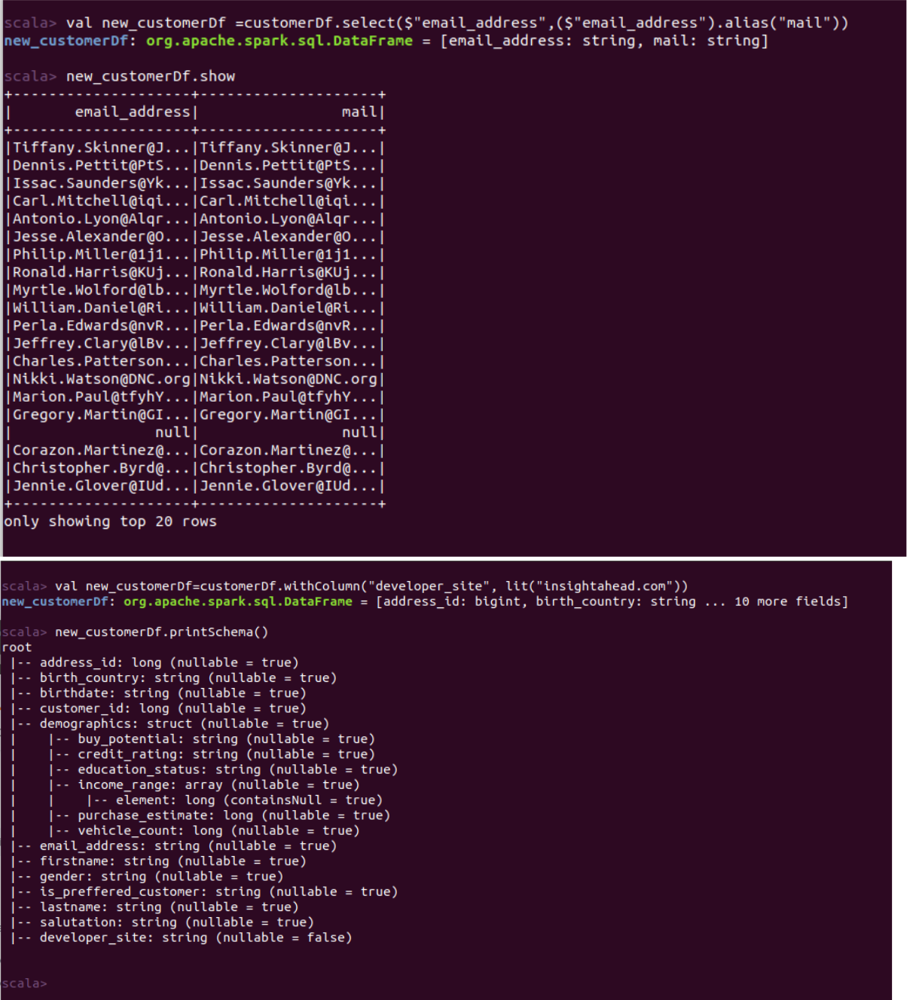 scala> val new_customerDf =customerDf.select($"email_address",($"email_address").alias("mail"))
new_customerDf: org.apache.spark.sql.DataFrame = [email_address: string, mail: string]
scala> new_customerDf.show
+--------------------+--------------------+
|       email_address|                mail|
+--------------------+--------------------+
|Tiffany.Skinner@J...|Tiffany.Skinner@J...|
|Dennis.Pettit@PtS...|Dennis.Pettit@PtS...|
|Issac.Saunders@Yk...|Issac.Saunders@Yk...|
|Carl.Mitchell@iqi...|Carl.Mitchell@iqi...|
|Antonio.Lyon@Alqr...|Antonio.Lyon@Alqr...|
|Jesse.Alexander@O...|Jesse.Alexander@O...|
|Philip.Miller@1j1...|Philip.Miller@1j1...|
|Ronald.Harris@KUj...|Ronald.Harris@KUj...|
|Myrtle.Wolford@lb...|Myrtle.Wolford@lb...|
|William.Daniel@Ri...|William.Daniel@Ri...|
|Perla.Edwards@nvR...|Perla.Edwards@nvR...|
|Jeffrey.Clary@lBv...|Jeffrey.Clary@lBv...|
|Charles.Patterson...|Charles.Patterson...|
|Nikki.Watson@DNC.org|Nikki.Watson@DNC.org|
|Marion.Paul@tfyhY...|Marion.Paul@tfyhY...|
|Gregory.Martin@GI...|Gregory.Martin@GI...|
|                null|                null|
|Corazon.Martinez@...|Corazon.Martinez@...|
|Christopher.Byrd@...|Christopher.Byrd@...|
|Jennie.Glover@IUd...|Jennie.Glover@IUd...|
+--------------------+--------------------+
only showing top 20 rows
scala> val new_customerDf=customerDf.withColumn("developer_site", lit("insightahead.com"))
new_customerDf: org.apache.spark.sql.DataFrame = [address_id: bigint, birth_country: string ... 10 more fields]
scala> new_customerDf.printSchema()
root
 |-- address_id: long (nullable = true)
 |-- birth_country: string (nullable = true)
 |-- birthdate: string (nullable = true)
 |-- customer_id: long (nullable = true)
 |-- demographics: struct (nullable = true)
 |    |-- buy_potential: string (nullable = true)
 |    |-- credit_rating: string (nullable = true)
 |    |-- education_status: string (nullable = true)
 |    |-- income_range: array (nullable = true)
 |    |    |-- element: long (containsNull = true)
 |    |-- purchase_estimate: long (nullable = true)
 |    |-- vehicle_count: long (nullable = true)
 |-- email_address: string (nullable = true)
 |-- firstname: string (nullable = true)
 |-- gender: string (nullable = true)
 |-- is_preffered_customer: string (nullable = true)
 |-- lastname: string (nullable = true)
 |-- salutation: string (nullable = true)
 |-- developer_site: string (nullable = false)
scala>